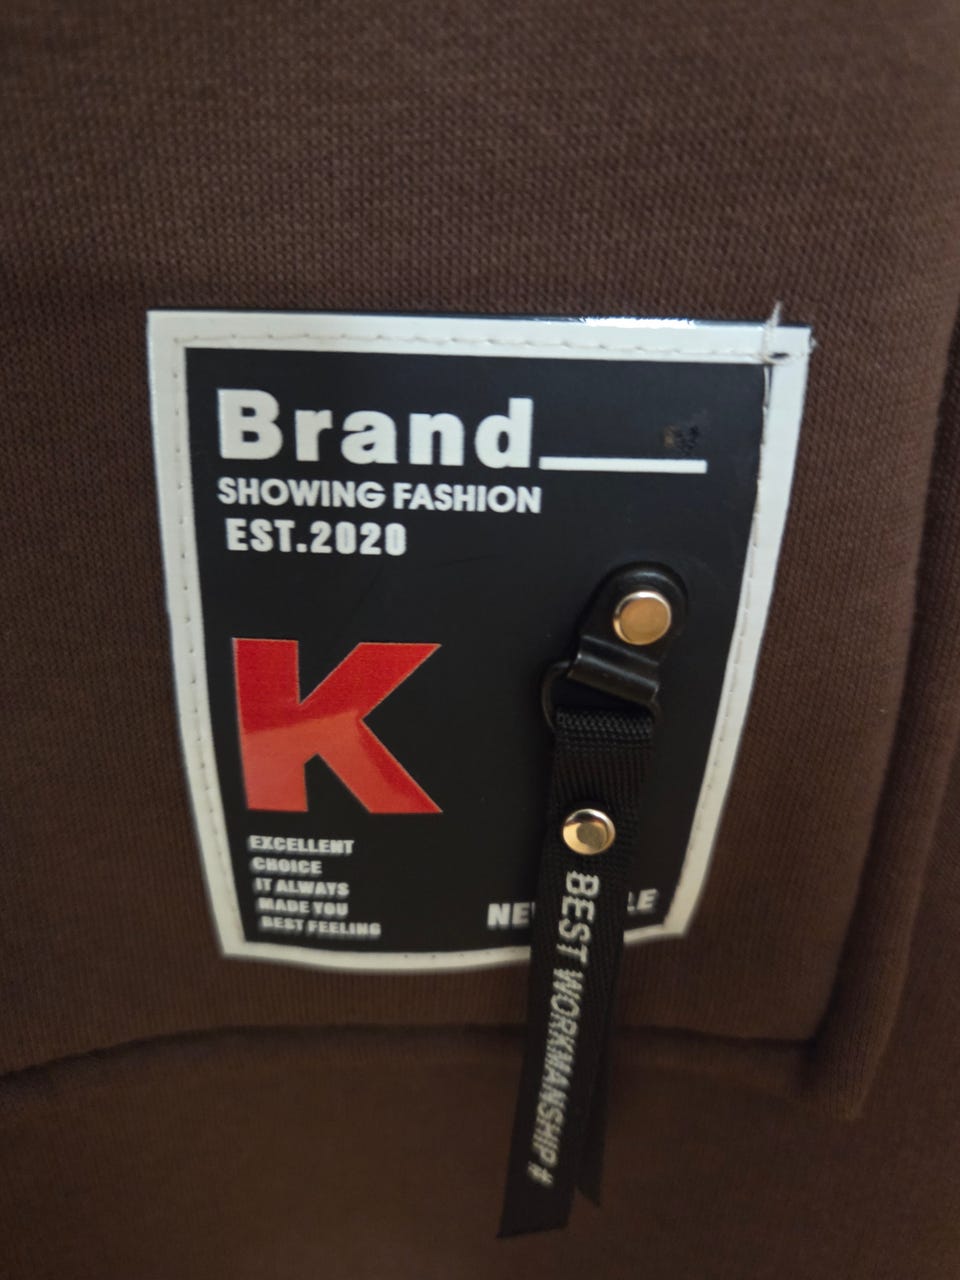 Brand
SHOWING FASHION
EST.2020
K
EXCELLENT
CHOICE
IT ALWAYS
MADE YOU
BEST FEELING
BEST WORKMANSHIP #